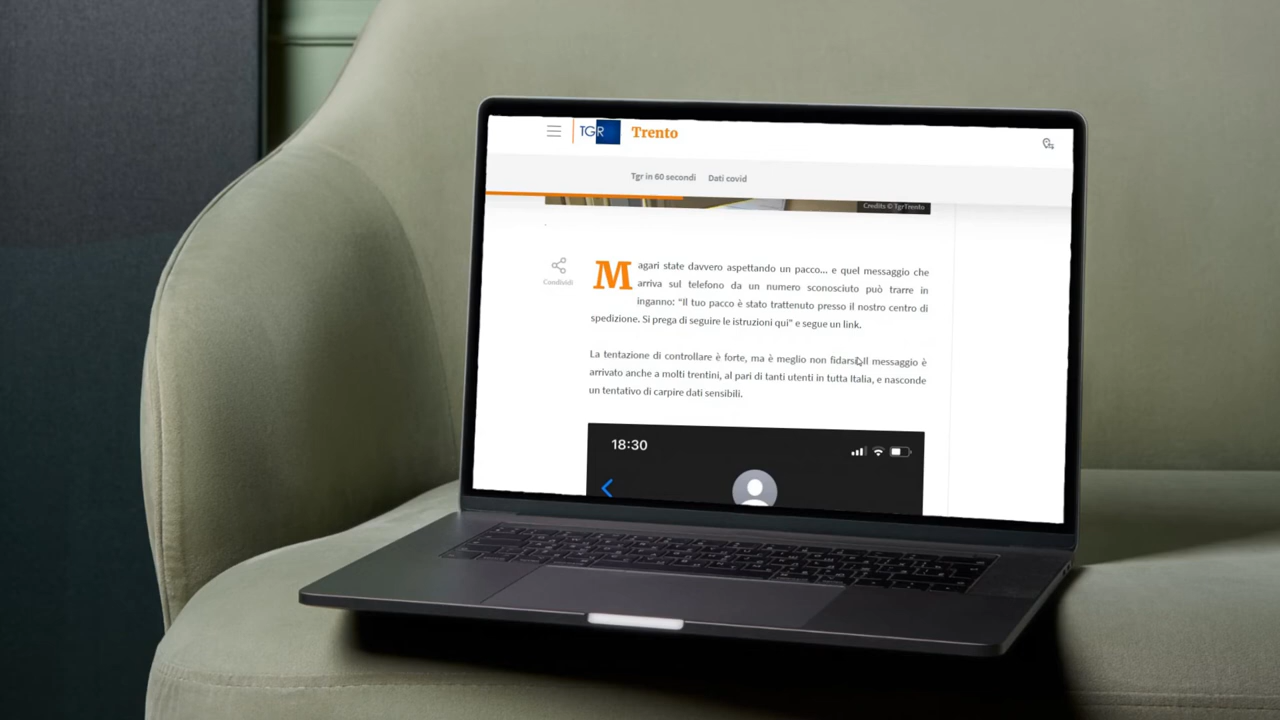 TGR Trento
Tgr in 60 secondi Dati covid
Credits © TgrTrento
Condividi
Magari state davvero aspettando un pacco... e quel messaggio che
arriva sul telefono da un numero sconosciuto può trarre in
inganno: "Il tuo pacco è stato trattenuto presso il nostro centro di
spedizione. Si prega di seguire le istruzioni qui" e segue un link.
La tentazione di controllare è forte, ma è meglio non fidarsi. Il messaggio è
arrivato anche a molti trentini, al pari di tanti utenti in tutta Italia, e nasconde
un tentativo di carpire dati sensibili.
18:30